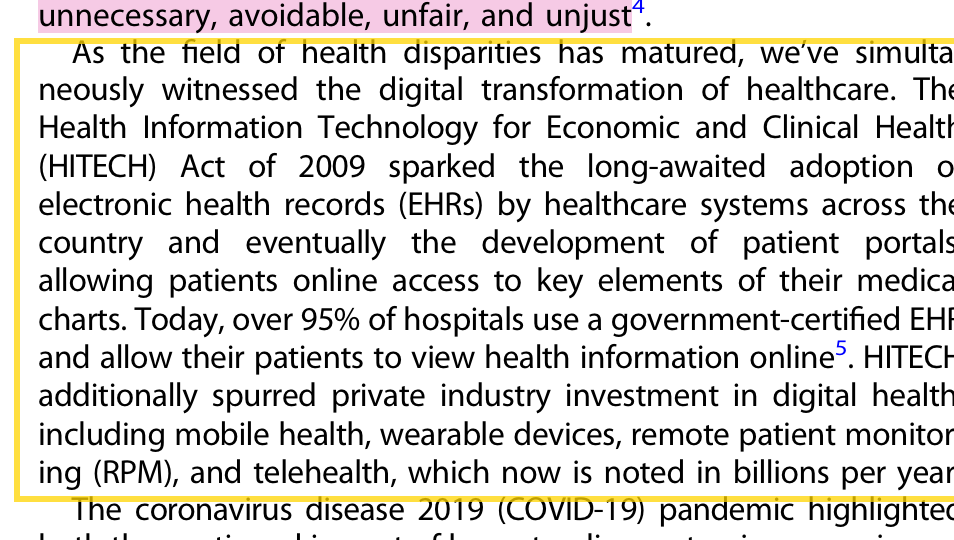 unnecessary, avoidable, unfair, and unjust4.
As the field of health disparities has matured, we've simulta
neously witnessed the digital transformation of healthcare. The
Health Information Technology for Economic and Clinical Health
(HITECH) Act of 2009 sparked the long-awaited adoption o
electronic health records (EHRs) by healthcare systems across the
country and eventually the development of patient portals
allowing patients online access to key elements of their medica
charts. Today, over 95% of hospitals use a government-certified EHR
and allow their patients to view health information online5. HITECH
additionally spurred private industry investment in digital health
including mobile health, wearable devices, remote patient monitor
ing (RPM), and telehealth, which now is noted in billions per year
The coronavirus disease 2019 (COVID-19) pandemic highlighted